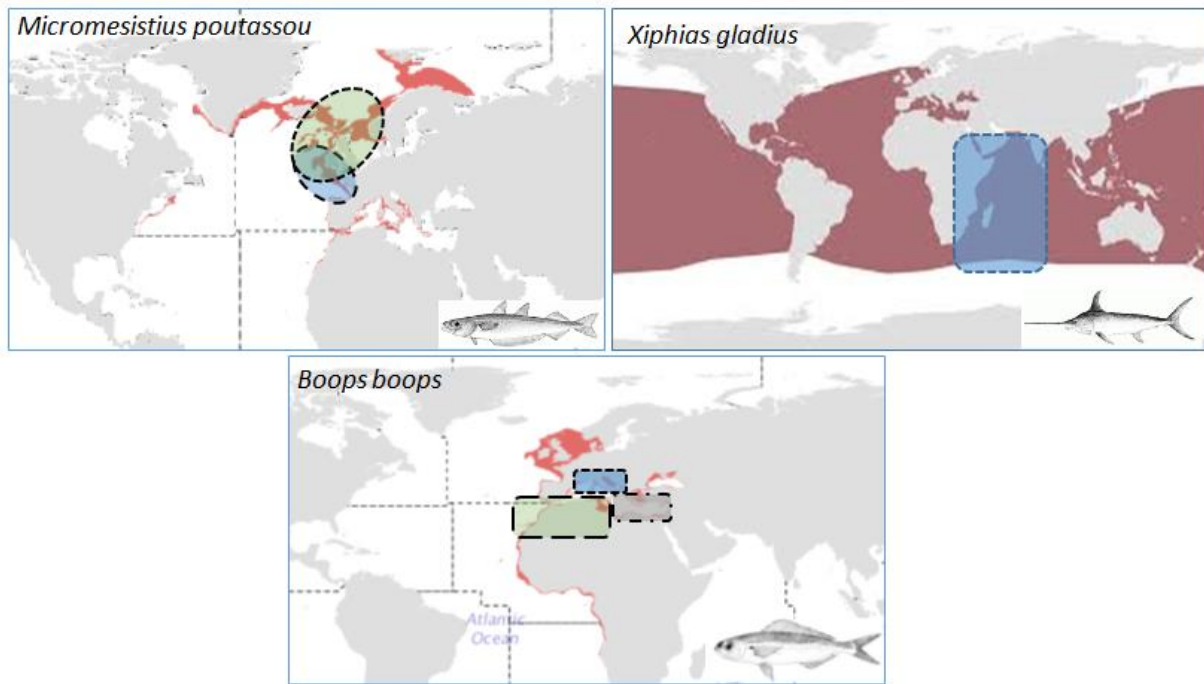 Micromesistius poutassou
Xiphias gladius
Boops boops
Atlantic
Ocean